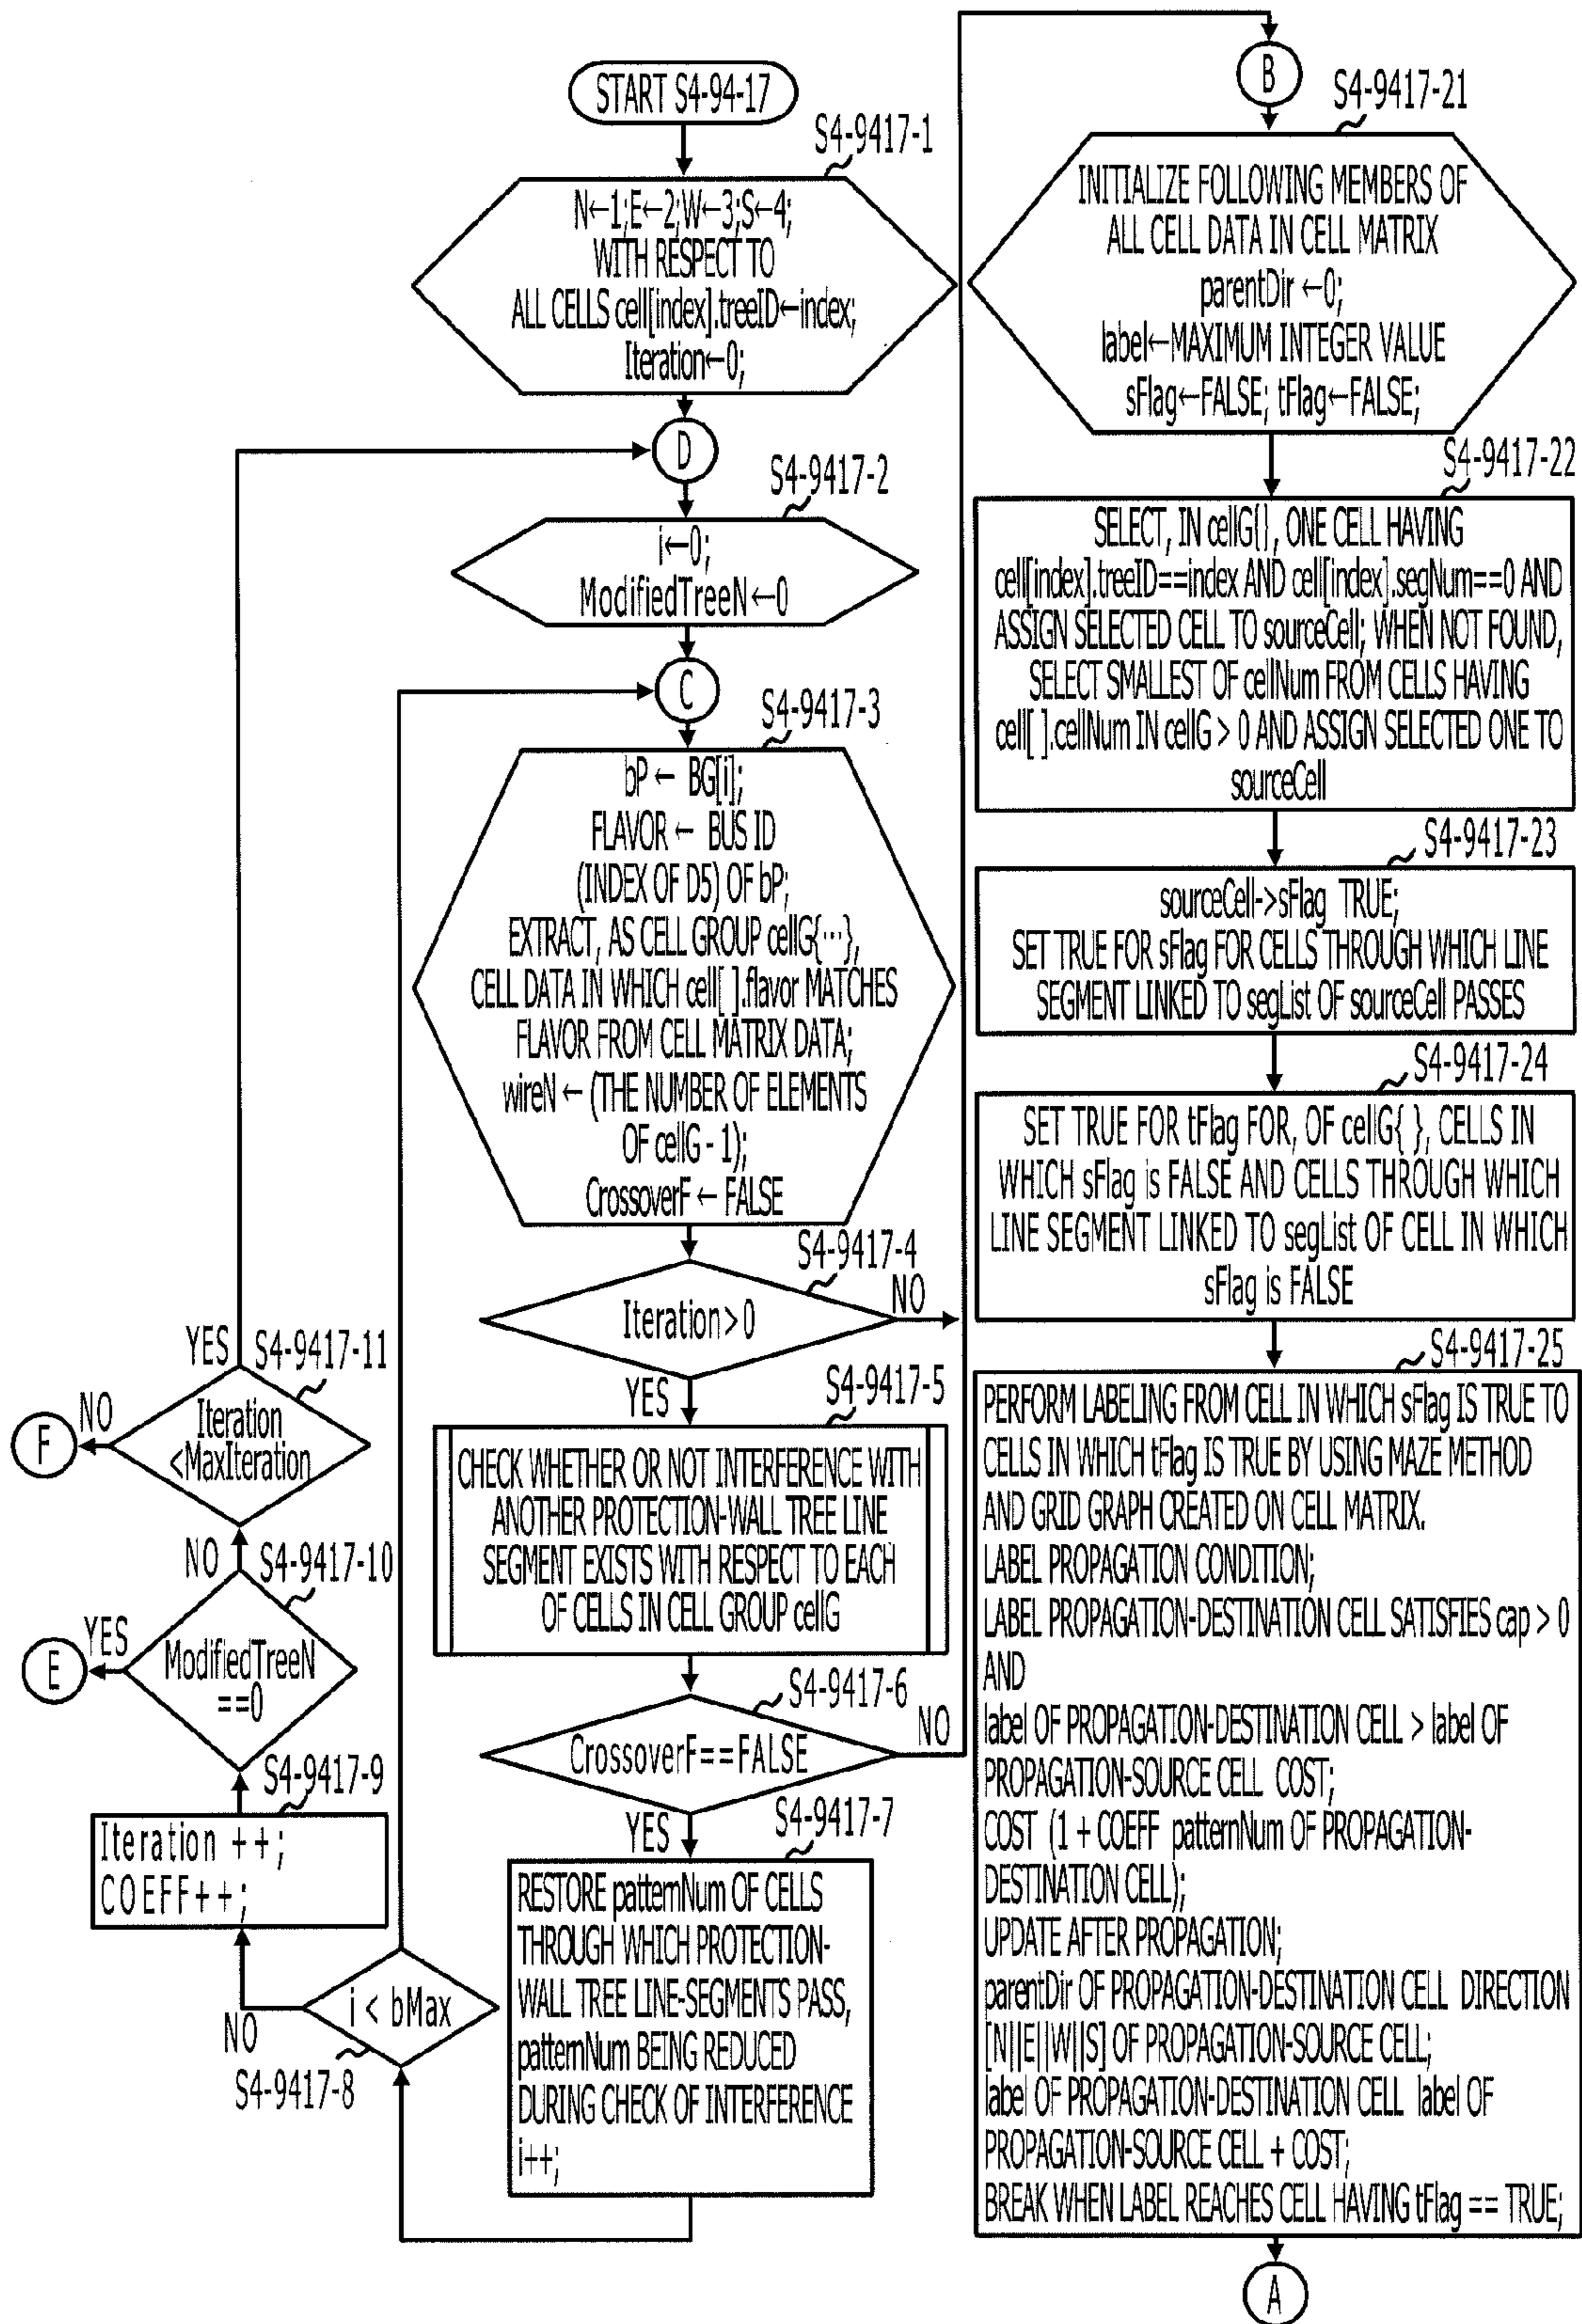 START S4-94-17
S4-9417-1
N←1;E←2;W←3;S←4;
WITH RESPECT TO
ALL CELLS cell[index].treeID←index;
Iteration←0;
D
S4-9417-2
i←0;
ModifiedTreeN←0
C
S4-9417-3
bP ← BG[i];
FLAVOR ← BUS ID
(INDEX OF D5) OF bP;
EXTRACT, AS CELL GROUP cellG{···},
CELL DATA IN WHICH cell[ ].flavor MATCHES
FLAVOR FROM CELL MATRIX DATA;
wireN ← (THE NUMBER OF ELEMENTS
OF cellG - 1);
CrossoverF ← FALSE
S4-9417-4
Iteration>0
NO
YES
S4-9417-5
CHECK WHETHER OR NOT INTERFERENCE WITH
ANOTHER PROTECTION-WALL TREE LINE
SEGMENT EXISTS WITH RESPECT TO EACH
OF CELLS IN CELL GROUP cellG
S4-9417-6
CrossoverF==FALSE
NO
YES
S4-9417-7
RESTORE patternNum OF CELLS
THROUGH WHICH PROTECTION-
WALL TREE LINE-SEGMENTS PASS,
patternNum BEING REDUCED
DURING CHECK OF INTERFERENCE
i++;
i < bMax
NO
S4-9417-8
S4-9417-9
Iteration ++;
COEFF++;
S4-9417-10
ModifiedTreeN
==0
YES
E
NO
S4-9417-11
Iteration
<MaxIteration
YES
NO
F
B
S4-9417-21
INITIALIZE FOLLOWING MEMBERS OF
ALL CELL DATA IN CELL MATRIX
parentDir ←0;
label←MAXIMUM INTEGER VALUE
sFlag←FALSE; tFlag←FALSE;
S4-9417-22
SELECT, IN cellG{}, ONE CELL HAVING
cell[index].treeID==index AND cell[index].segNum==0 AND
ASSIGN SELECTED CELL TO sourceCell; WHEN NOT FOUND,
SELECT SMALLEST OF cellNum FROM CELLS HAVING
cell[ ].cellNum IN cellG > 0 AND ASSIGN SELECTED ONE TO
sourceCell
S4-9417-23
sourceCell->sFlag TRUE;
SET TRUE FOR sFlag FOR CELLS THROUGH WHICH LINE
SEGMENT LINKED TO segList OF sourceCell PASSES
S4-9417-24
SET TRUE FOR tFlag FOR, OF cellG{ }, CELLS IN
WHICH sFlag is FALSE AND CELLS THROUGH WHICH
LINE SEGMENT LINKED TO segList OF CELL IN WHICH
sFlag is FALSE
S4-9417-25
PERFORM LABELING FROM CELL IN WHICH sFlag IS TRUE TO
CELLS IN WHICH tFlag IS TRUE BY USING MAZE METHOD
AND GRID GRAPH CREATED ON CELL MATRIX.
LABEL PROPAGATION CONDITION;
LABEL PROPAGATION-DESTINATION CELL SATISFIES cap > 0
AND
label OF PROPAGATION-DESTINATION CELL > label OF
PROPAGATION-SOURCE CELL COST;
COST (1 + COEFF patternNum OF PROPAGATION-
DESTINATION CELL);
UPDATE AFTER PROPAGATION;
parentDir OF PROPAGATION-DESTINATION CELL DIRECTION
[N||E||W||S] OF PROPAGATION-SOURCE CELL;
label OF PROPAGATION-DESTINATION CELL label OF
PROPAGATION-SOURCE CELL + COST;
BREAK WHEN LABEL REACHES CELL HAVING tFlag == TRUE;
A